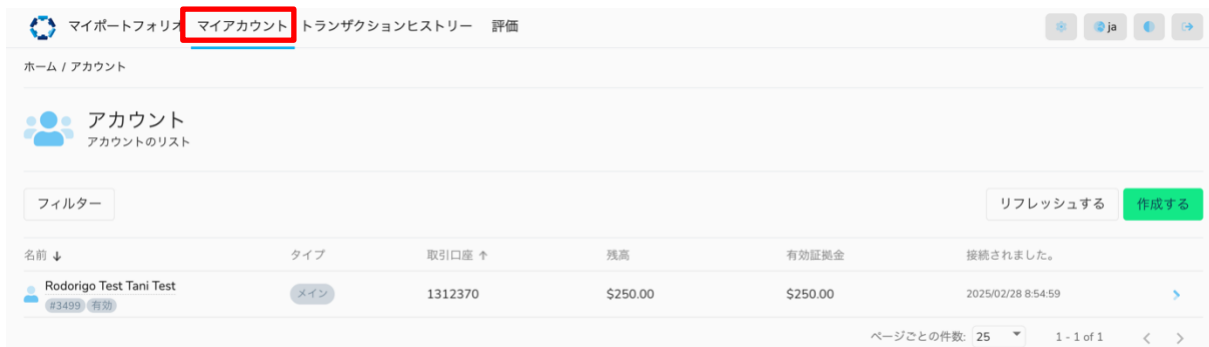 マイポートフォリオ マイアカウント トランザクションヒストリー 評価 ja
ホーム / アカウント
アカウント
アカウントのリスト
フィルター リフレッシュする 作成する
名前 ↓ タイプ 取引口座 ↑ 残高 有効証拠金 接続されました。
Rodorigo Test Tani Test メイン 1312370 $250.00 $250.00 2025/02/28 8:54:59
#3499 有効
ページごとの件数: 25 1 - 1 of 1